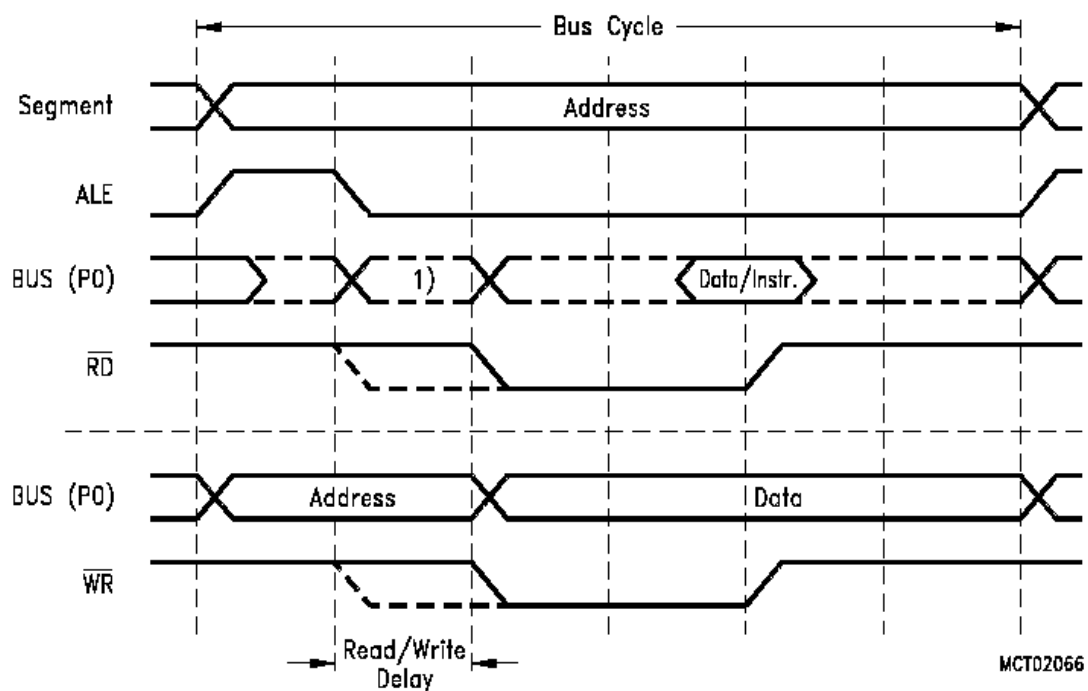 Bus Cycle
Segment
Address
ALE
BUS (P0)
1)
Data/Instr.
RD
BUS (P0)
Address
Data
WR
Read/Write
Delay
MCT02066